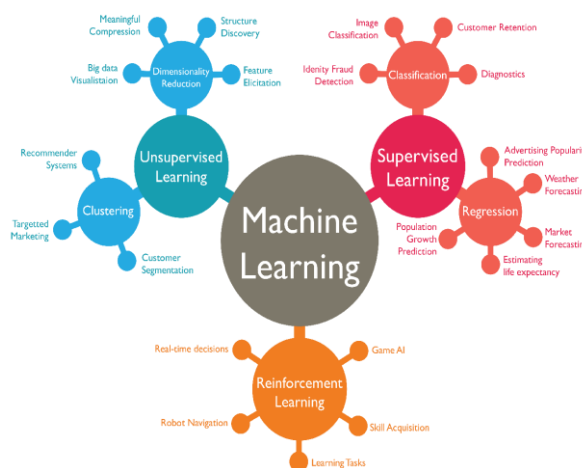 Meaningful
Compression
Structure
Discovery
Big data
Visualistaion
Dimensionality
Reduction
Feature
Elicitation
Unsupervised
Learning
Recommender
Systems
Clustering
Targetted
Marketing
Customer
Segmentation
Machine
Learning
Image
Classification
Customer Retention
Idenity Fraud
Detection
Classification
Diagnostics
Supervised
Learning
Advertising Populari
Prediction
Weather
Forecastin
Regression
Population
Growth
Prediction
Market
Forecastin
Estimating
life expectancy
Real-time decisions
Game AI
Reinforcement
Learning
Robot Navigation
Skill Acquisition
Learning Tasks